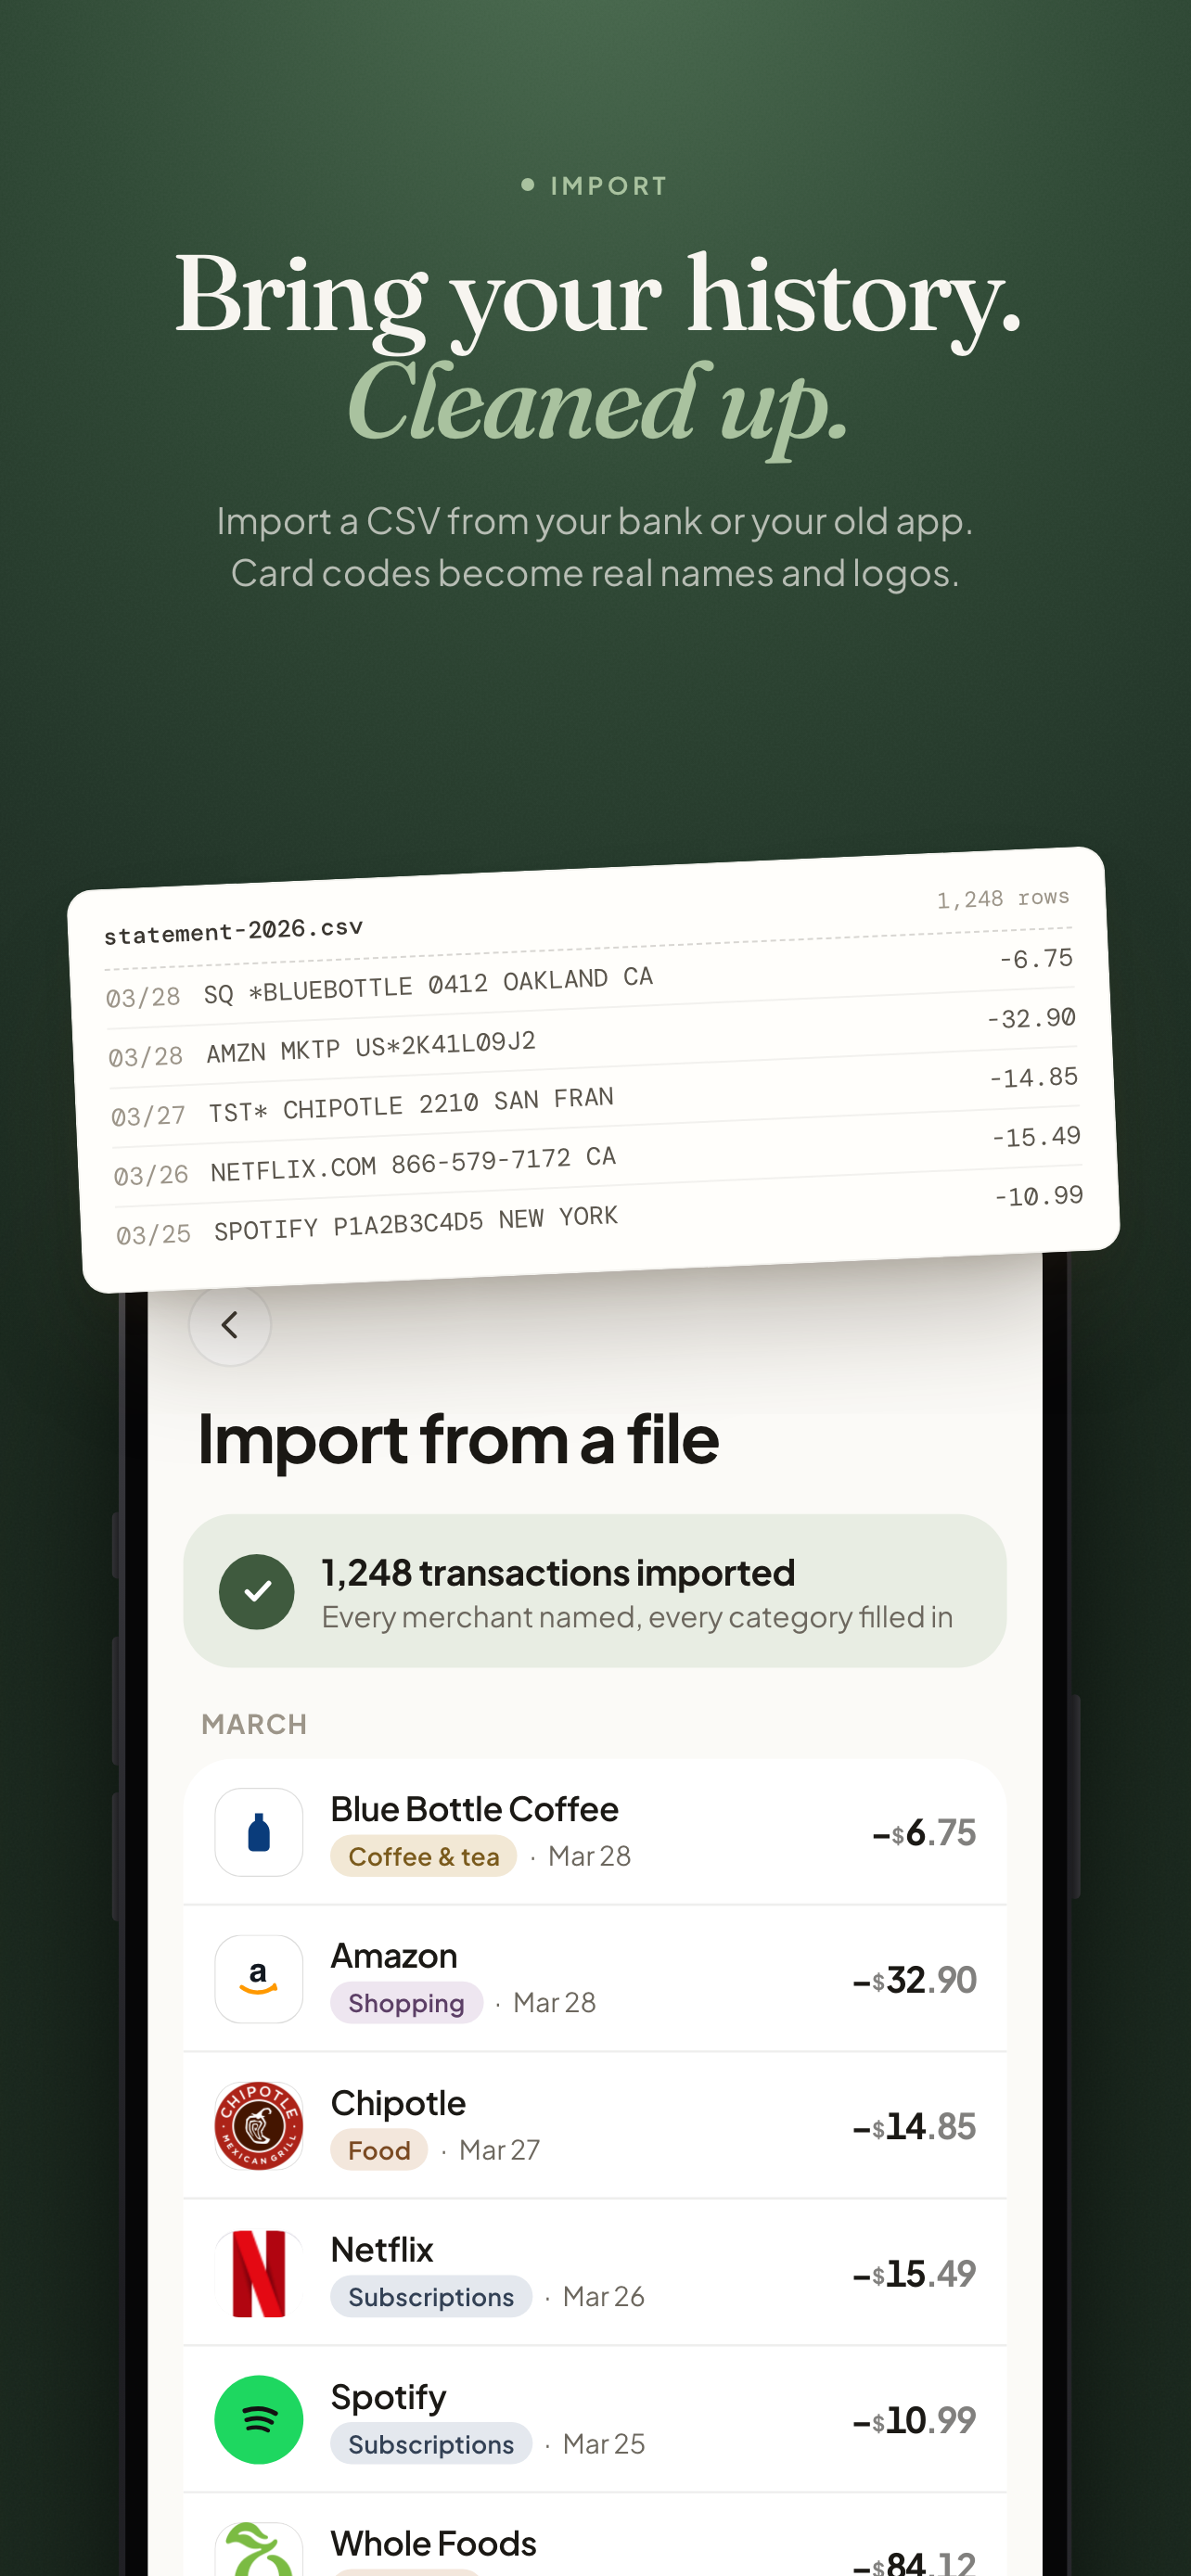 IMPORT
Bring your history.
Cleaned up.
Import a CSV from your bank or your old app.
Card codes become real names and logos.
statement-2026.csv 1,248 rows
03/28 SQ *BLUEBOTTLE 0412 OAKLAND CA -6.75
03/28 AMZN MKTP US*2K41L09J2 -32.90
03/27 TST* CHIPOTLE 2210 SAN FRAN -14.85
03/26 NETFLIX.COM 866-579-7172 CA -15.49
03/25 SPOTIFY P1A2B3C4D5 NEW YORK -10.99
Import from a file
1,248 transactions imported
Every merchant named, every category filled in
MARCH
Blue Bottle Coffee
Coffee & tea · Mar 28
-$6.75
a
Amazon
Shopping · Mar 28
-$32.90
CHIPOTLE
MEXICAN GRILL
Chipotle
Food · Mar 27
-$14.85
N
Netflix
Subscriptions · Mar 26
-$15.49
Spotify
Subscriptions · Mar 25
-$10.99
Whole Foods
-$84.12